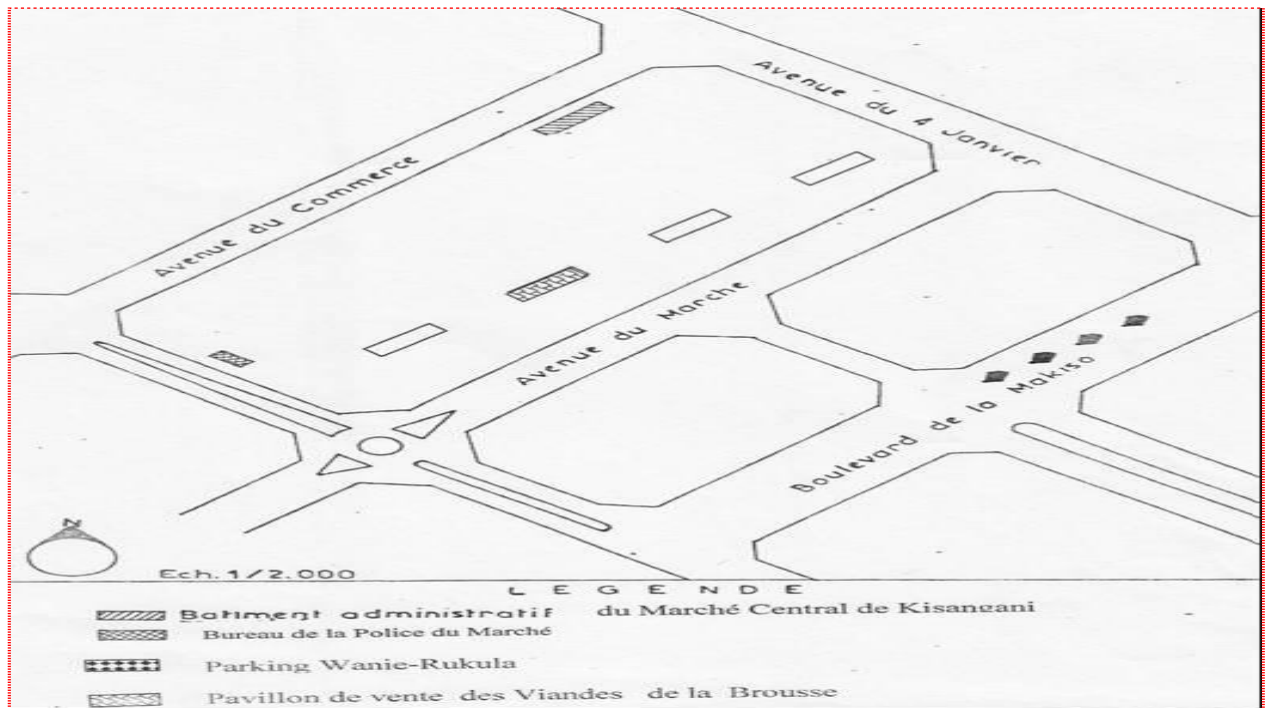 Avenue du 4 Janvier
Avenue du Commerce
Avenue du Marche
Boulevard de la Makiso
N
Ech. 1/2.000
LEGENDE
Batiment administratif du Marché Central de Kisangani
Bureau de la Police du Marché
Parking Wanie-Rukula
Pavillon de vente des Viandes de la Brousse